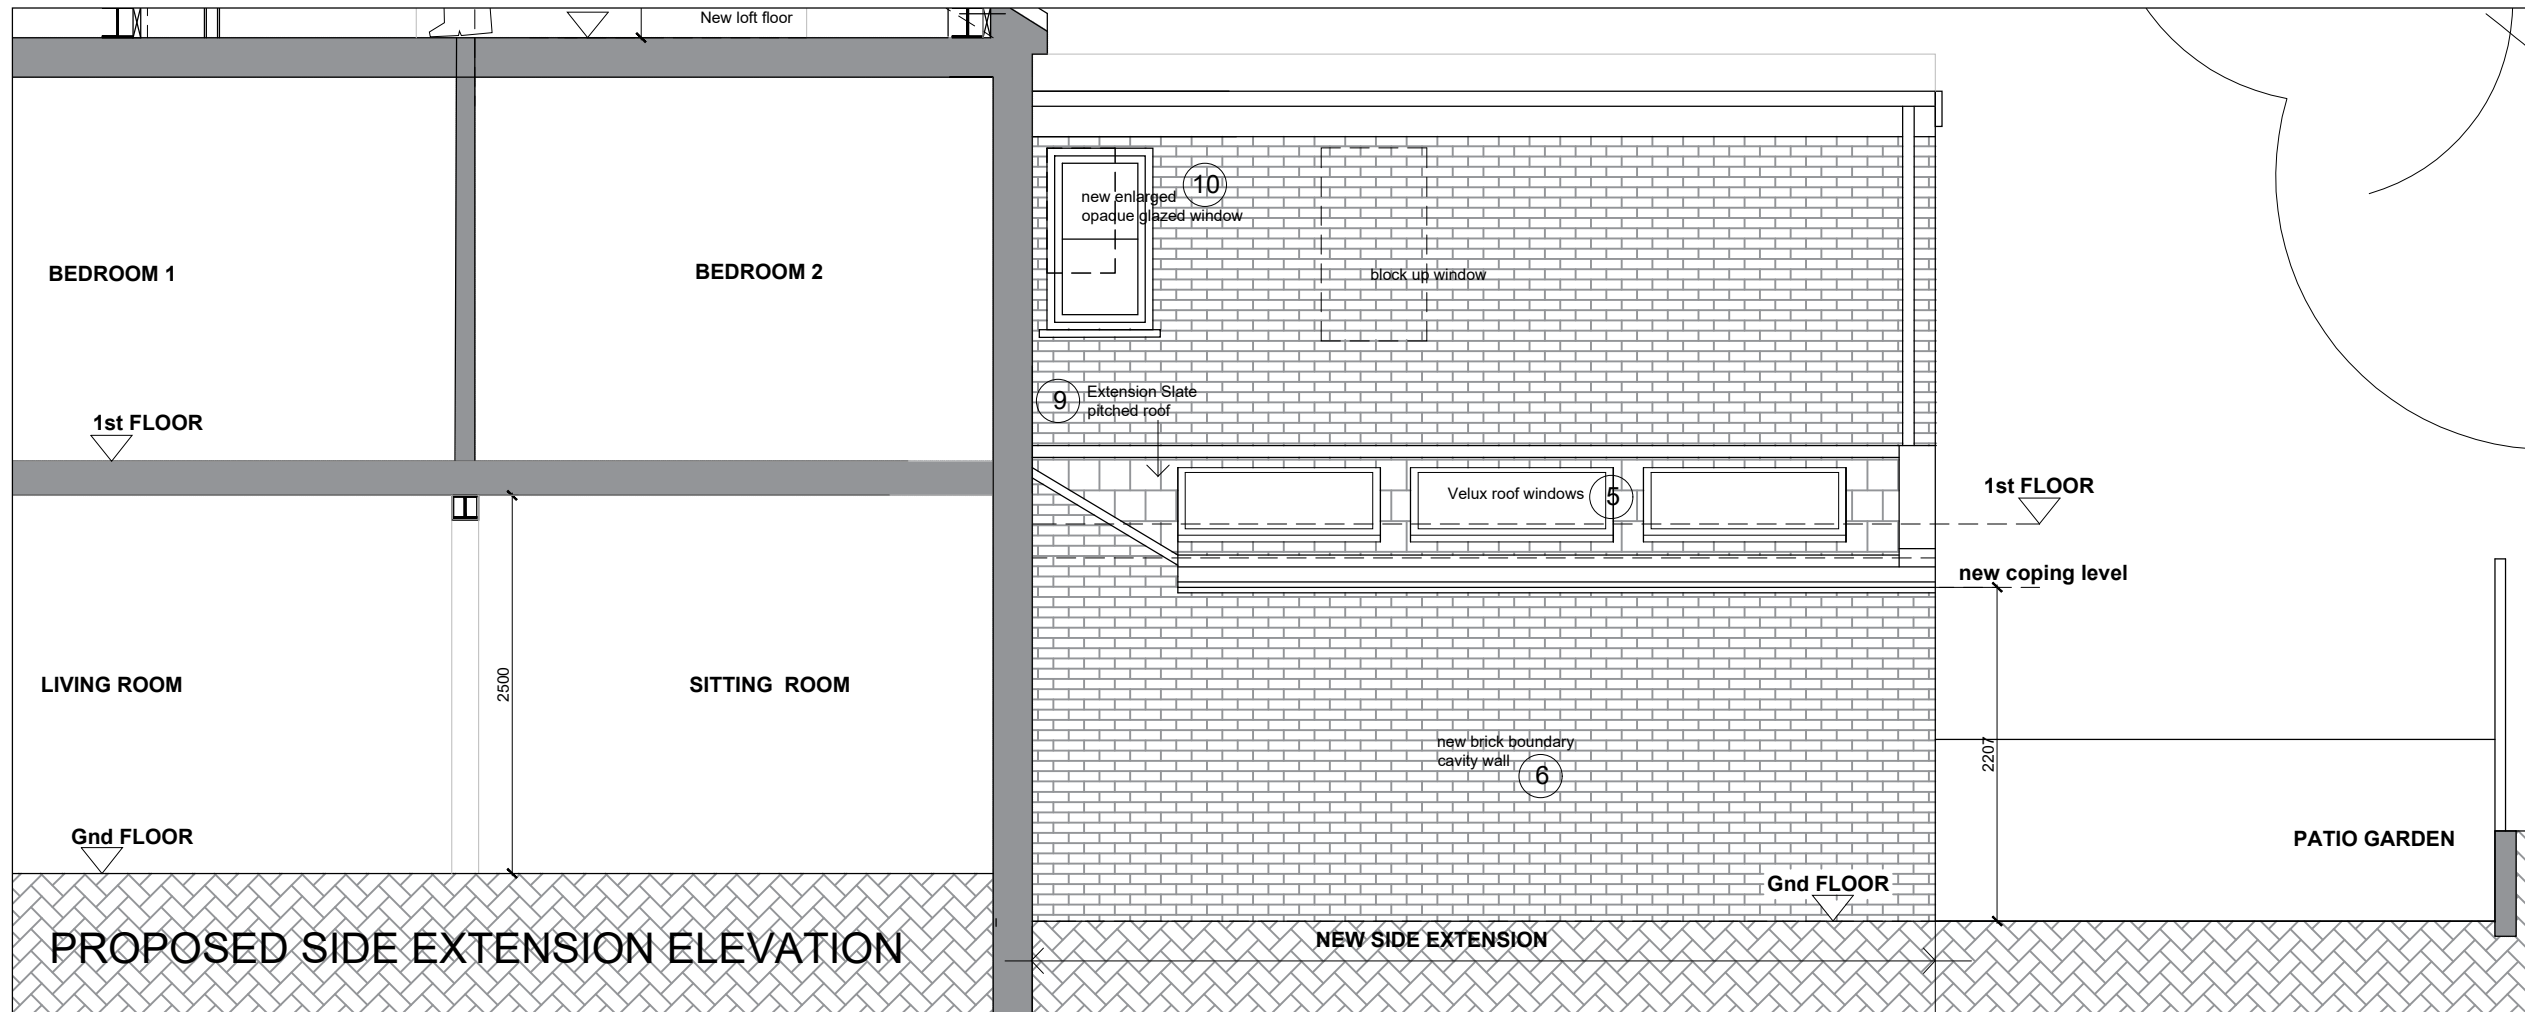 New loft floor
10
new enlarged
opaque glazed window
BEDROOM 1
BEDROOM 2
block up window
9
Extension Slate
pitched roof
1st FLOOR
Velux roof windows
5
1st FLOOR
new coping level
LIVING ROOM
2500
SITTING ROOM
new brick boundary
cavity wall
6
2207
Gnd FLOOR
PATIO GARDEN
Gnd FLOOR
PROPOSED SIDE EXTENSION ELEVATION
NEW SIDE EXTENSION